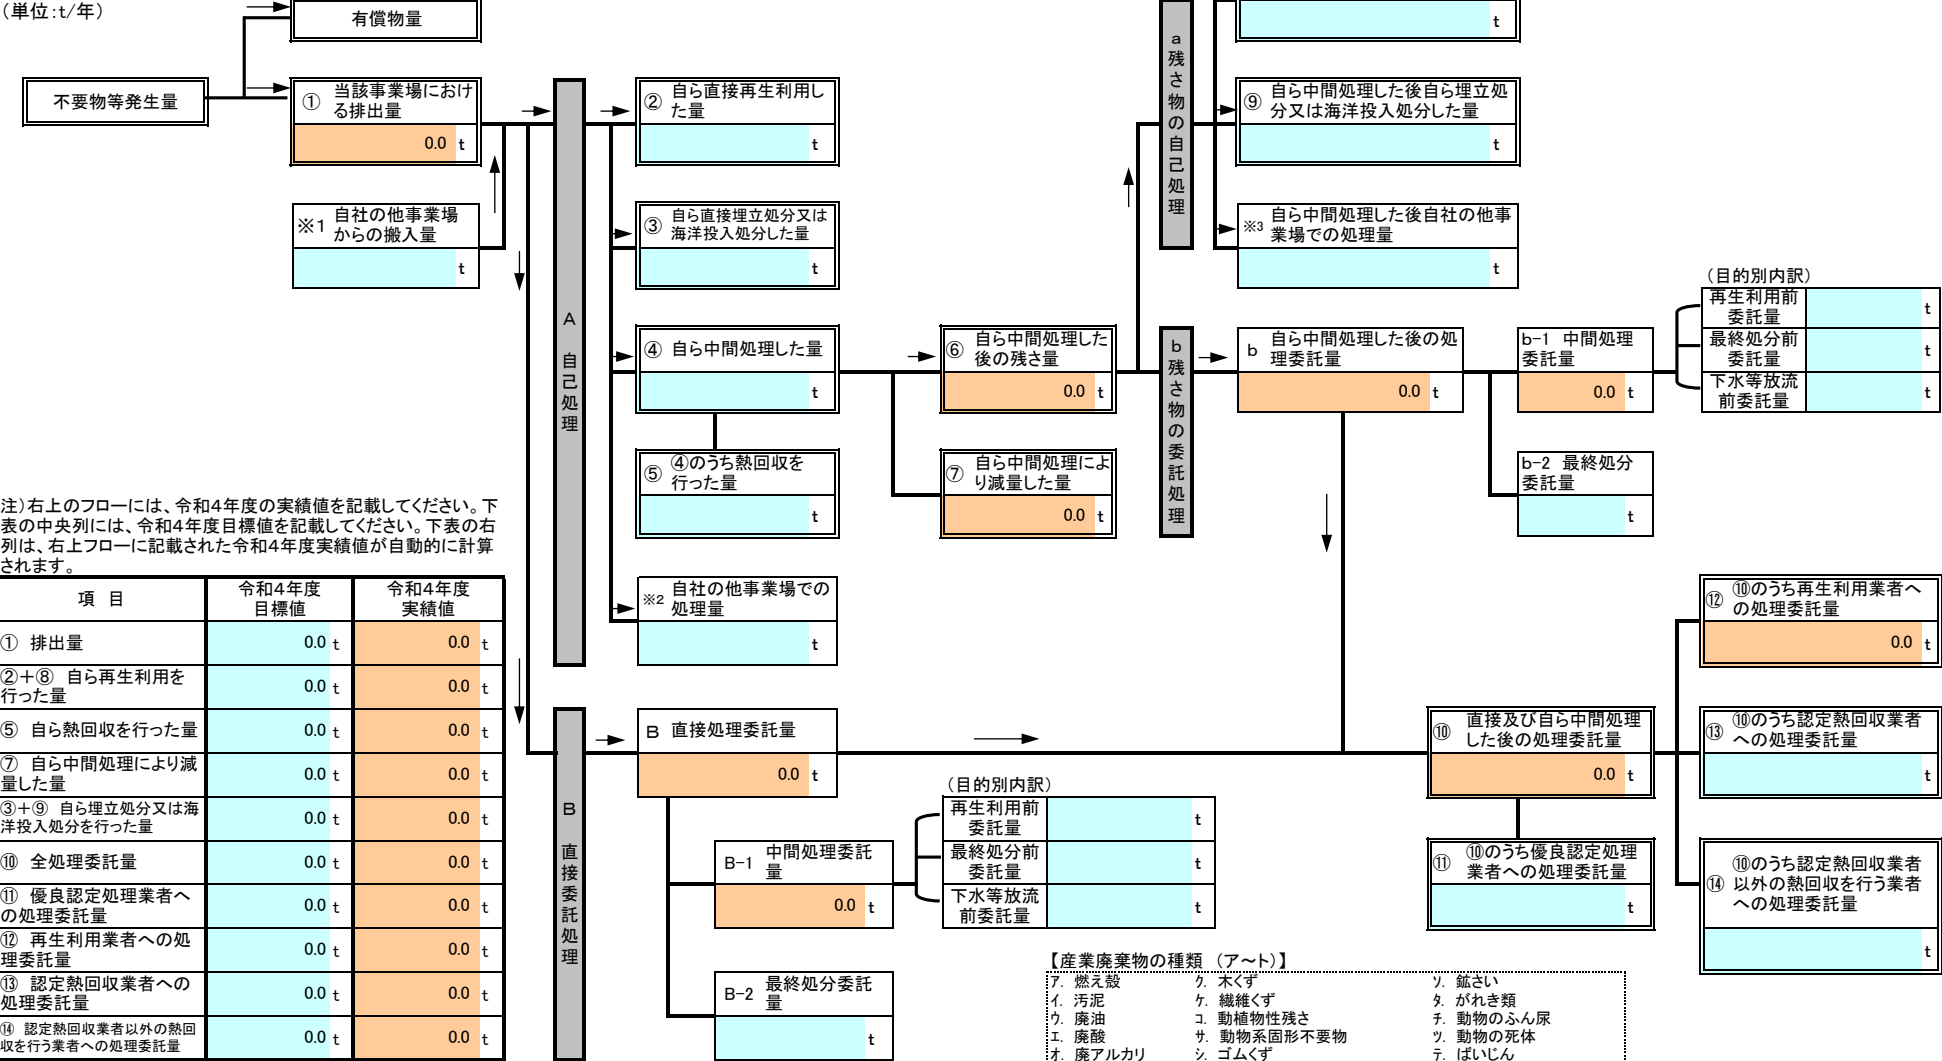 (単位:t/年)
有償物量
不要物等発生量
① 当該事業場におけ
る排出量
0.0 t
※1 自社の他事業場
からの搬入量
t
A 自己処理
② 自ら直接再生利用し
た量
t
③ 自ら直接埋立処分又は
海洋投入処分した量
t
④ 自ら中間処理した量
t
⑤ ④のうち熱回収を
行った量
t
※2 自社の他事業場での
処理量
t
⑥ 自ら中間処理した
後の残さ量
0.0 t
⑦ 自ら中間処理によ
り減量した量
0.0 t
a 残さ物の自己処理
t
⑨ 自ら中間処理した後自ら埋立処
分又は海洋投入処分した量
t
※3 自ら中間処理した後自社の他事
業場での処理量
t
b 残さ物の委託処理
b 自ら中間処理した後の処
理委託量
0.0 t
b-1 中間処理
委託量
0.0 t
b-2 最終処分
委託量
t
(目的別内訳)
再生利用前
委託量
t
最終処分前
委託量
t
下水等放流
前委託量
t
注)右上のフローには、令和4年度の実績値を記載してください。下
表の中央列には、令和4年度目標値を記載してください。下表の右
列は、右上フローに記載された令和4年度実績値が自動的に計算
されます。
項 目
令和4年度
目標値
令和4年度
実績値
① 排出量
0.0 t
0.0 t
②+⑧ 自ら再生利用を
行った量
0.0 t
0.0 t
⑤ 自ら熱回収を行った量
0.0 t
0.0 t
⑦ 自ら中間処理により減
量した量
0.0 t
0.0 t
③+⑨ 自ら埋立処分又は海
洋投入処分を行った量
0.0 t
0.0 t
⑩ 全処理委託量
0.0 t
0.0 t
⑪ 優良認定処理業者へ
の処理委託量
0.0 t
0.0 t
⑫ 再生利用業者への処
理委託量
0.0 t
0.0 t
⑬ 認定熱回収業者への
処理委託量
0.0 t
0.0 t
⑭ 認定熱回収業者以外の熱回
収を行う業者への処理委託量
0.0 t
0.0 t
B 直接委託処理
B 直接処理委託量
0.0 t
B-1 中間処理委託
量
0.0 t
B-2 最終処分委託
量
t
(目的別内訳)
再生利用前
委託量
t
最終処分前
委託量
t
下水等放流
前委託量
t
⑩ 直接及び自ら中間処理
した後の処理委託量
0.0 t
⑪ ⑩のうち優良認定処理
業者への処理委託量
t
⑫ ⑩のうち再生利用業者へ
の処理委託量
0.0 t
⑬ ⑩のうち認定熱回収業者
への処理委託量
t
⑭ ⑩のうち認定熱回収業者
以外の熱回収を行う業者
への処理委託量
t
【産業廃棄物の種類 (ア~ト)】
ア. 燃え殻 ク. 木くず ソ. 鉱さい
イ. 汚泥 ケ. 繊維くず タ. がれき類
ウ. 廃油 コ. 動植物性残さ チ. 動物のふん尿
エ. 廃酸 サ. 動物系固形不要物 ツ. 動物の死体
オ. 廃アルカリ シ. ゴムくず テ. ばいじん